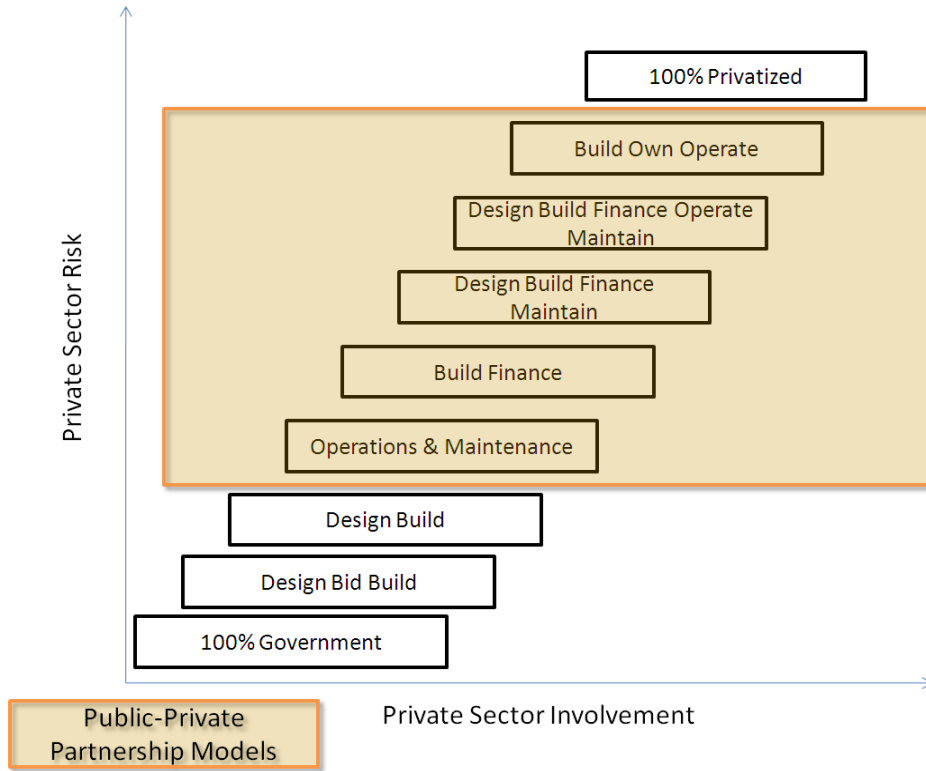 100% Privatized
Build Own Operate
Design Build Finance Operate
Maintain
Design Build Finance
Maintain
Build Finance
Operations & Maintenance
Design Build
Design Bid Build
100% Government
Private Sector Risk
Private Sector Involvement
Public-Private
Partnership Models